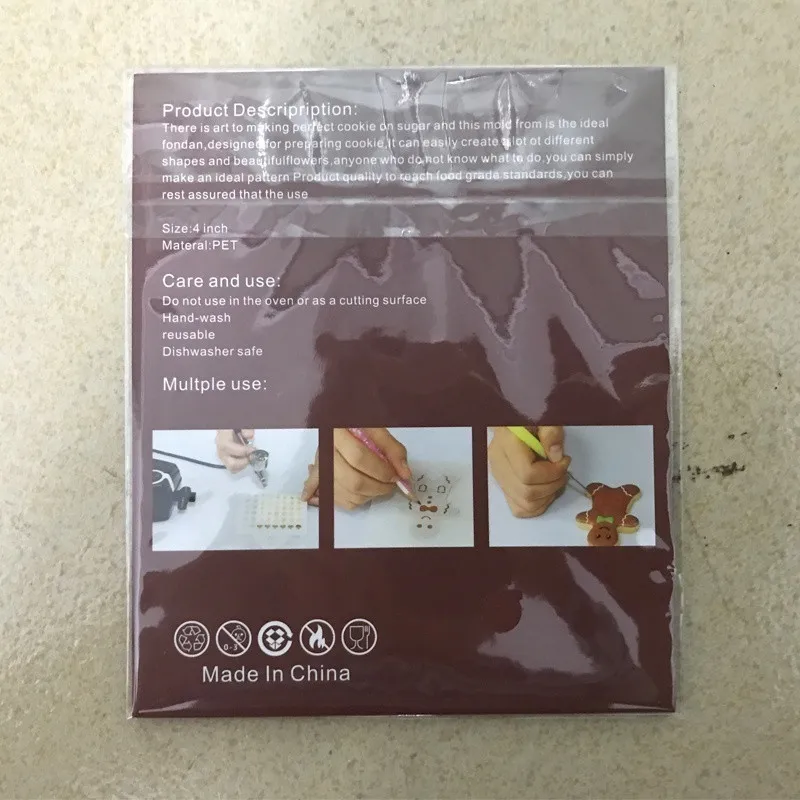 Product Descripription:
There is art to making perfect cookie on sugar and this mold from is the ideal
fondan,designed for preparing cookie,It can easily create alot ot different
shapes and beautifulflowers,anyone who do not know what to do,you can simply
make an ideal pattern Product quality to reach food grade standards,you can
rest assured that the use
Size:4 inch
Materal:PET
Care and use:
Do not use in the oven or as a cutting surface
Hand-wash
reusable
Dishwasher safe
Multple use:
0-3
Made In China